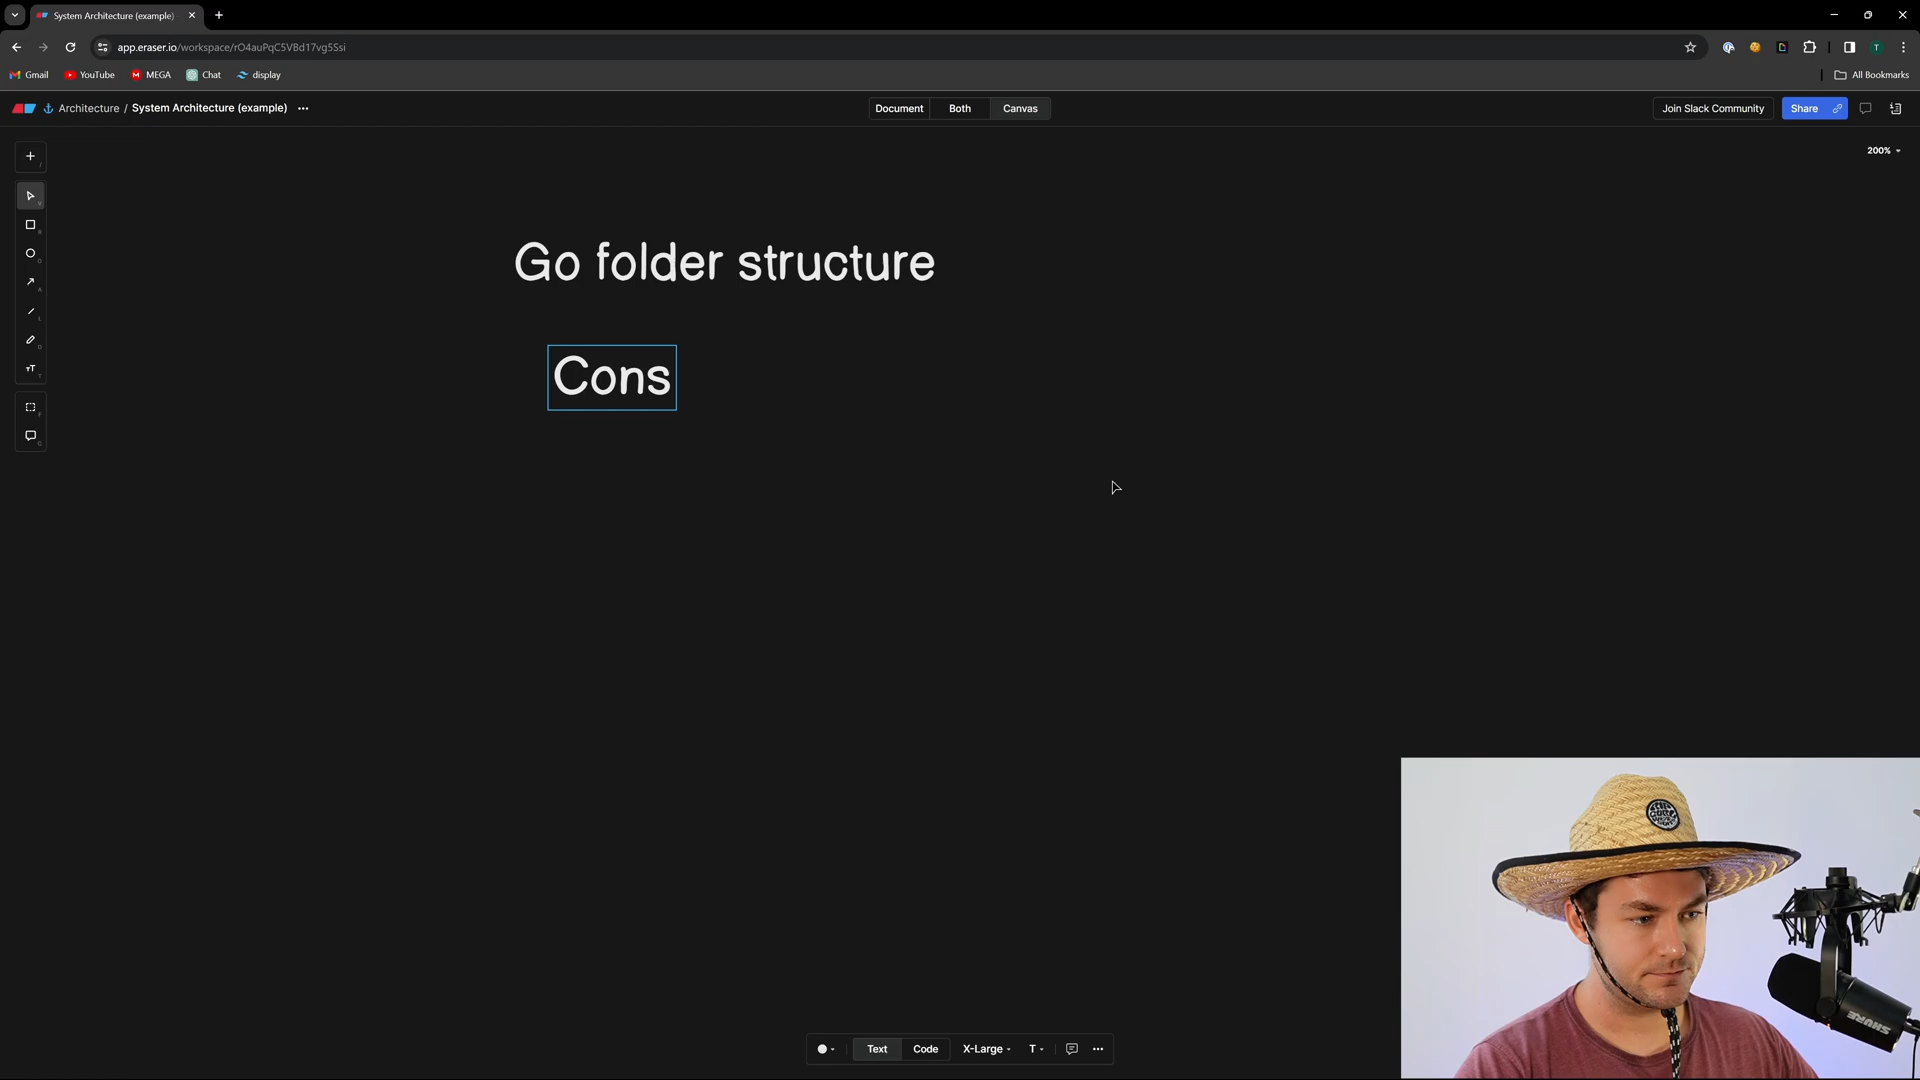 System Architecture (example)
app.eraser.io/workspace/rO4auPqC5VBd17vg5Ssi
T
Gmail
YouTube
M MEGA
Chat
display
All Bookmarks
Architecture / System Architecture (example)
Document
Both
Canvas
Join Slack Community
Share
200%
Go folder structure
Cons
Text
Code
X-Large
T
SHURE